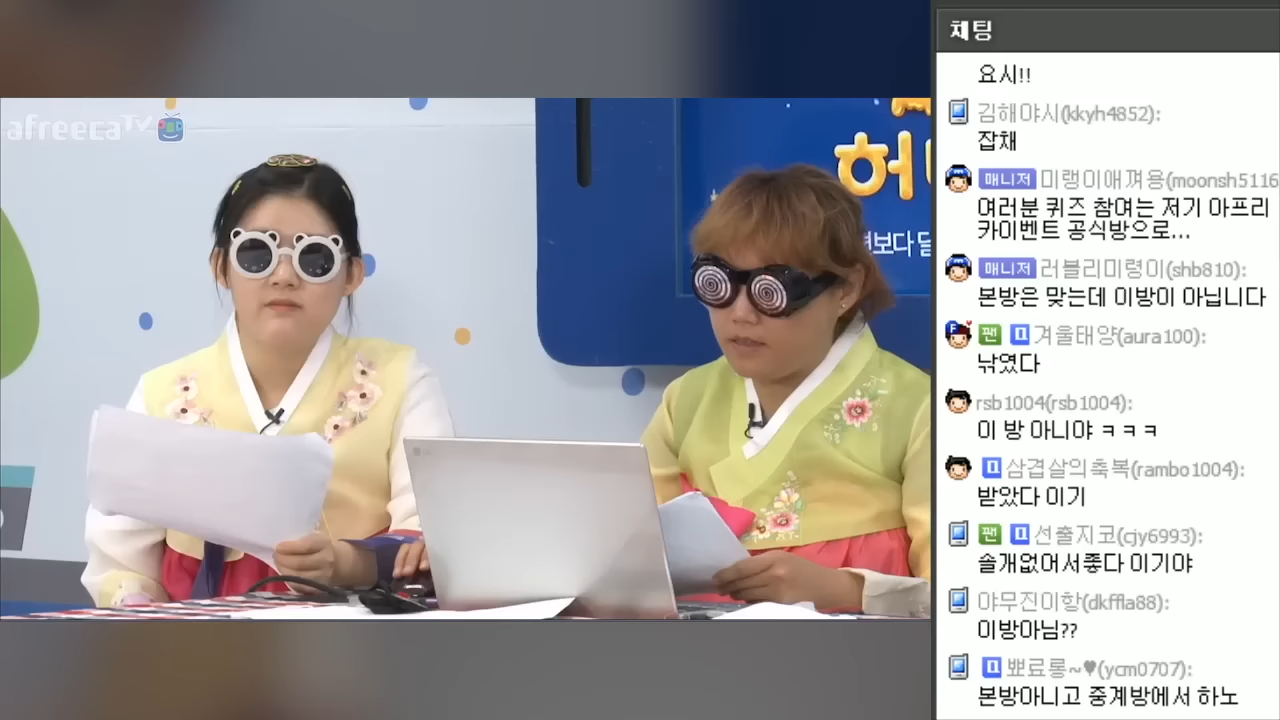 afreecaTV
허
보다 달
채팅
요시!!
김해야시(kkyh4852):
잡채
매니저 미랭이애껴용(moonsh5116
여러분 퀴즈 참여는 저기 아프리
카이벤트 공식방으로...
매니저 러블리미령이(shb810):
본방은 맞는데 이방이 아닙니다
팬 겨울태양(aura100):
낚였다
rsb1004(rsb1004):
이 방 아니야 ㅋㅋㅋ
삼겹살의축복(rambo1004):
받았다 이기
팬 선출지코(cjy6993):
솔개없어서좋다 이기야
야무진이항(dkffla88):
이방아님??
뽀료롱~♥(ycm0707):
본방아니고 중계방에서 하노